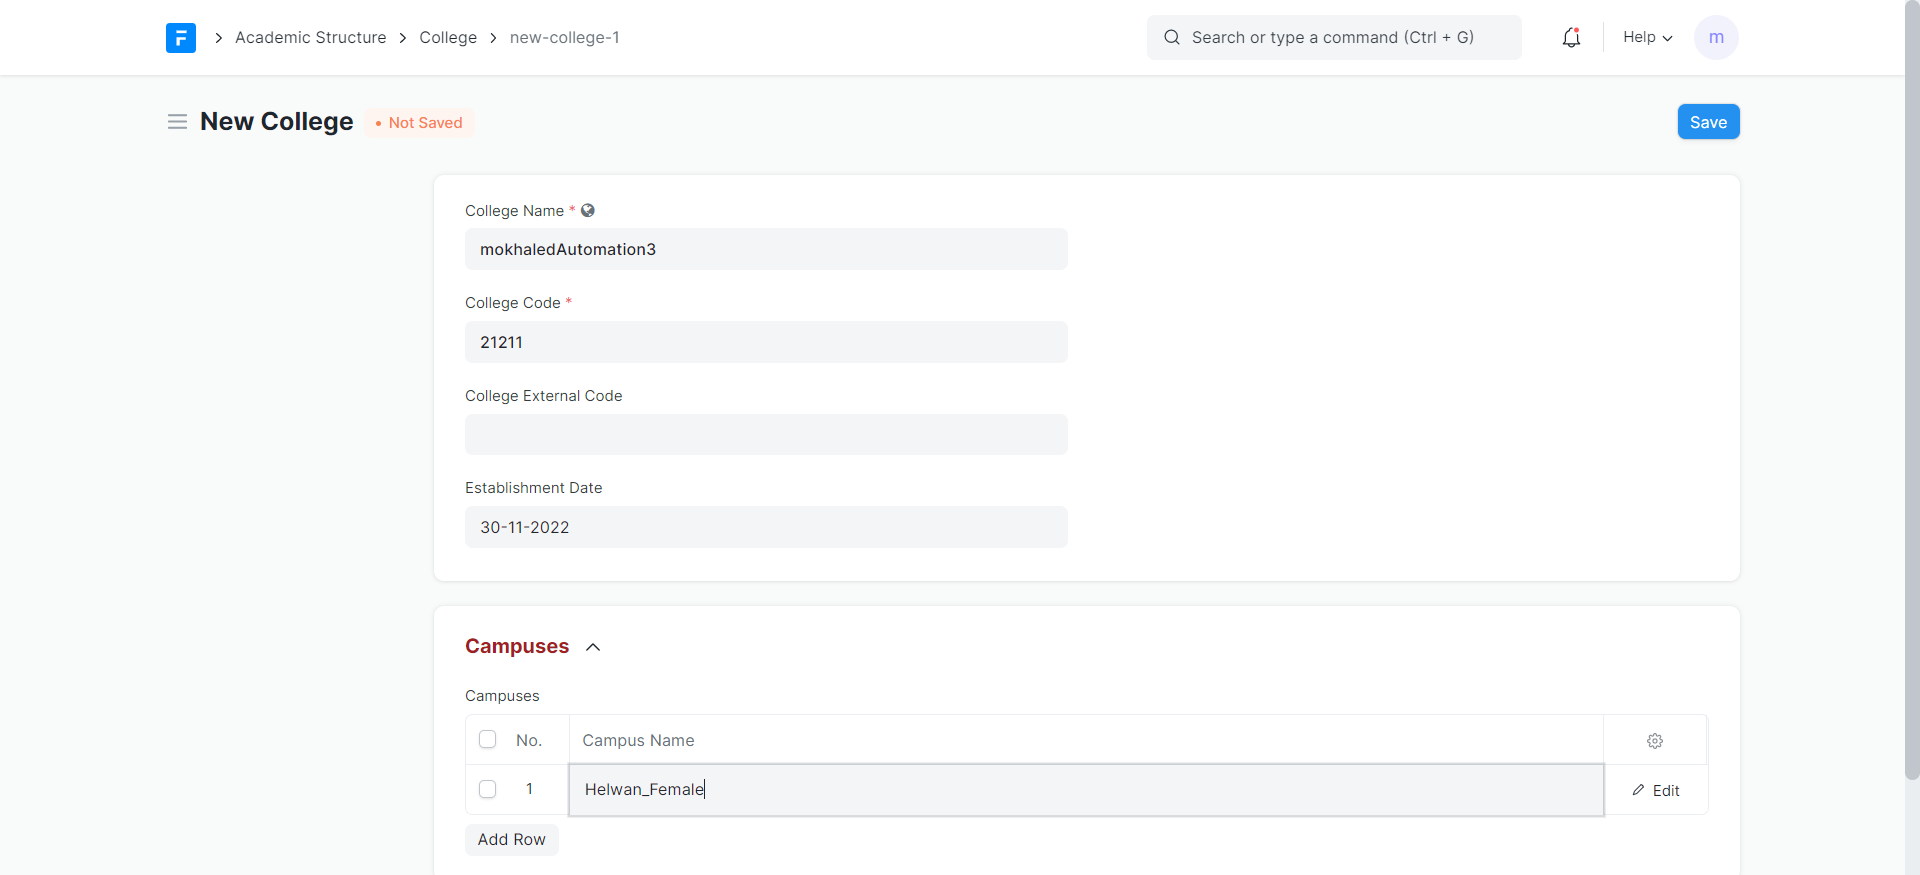 Academic Structure College new-college-1 Search or type a command (Ctrl + G) Help m
New College • Not Saved Save
College Name *
mokhaledAutomation3
College Code *
21211
College External Code
Establishment Date
30-11-2022
Campuses
Campuses
No. Campus Name
1 Helwan_Female Edit
Add Row